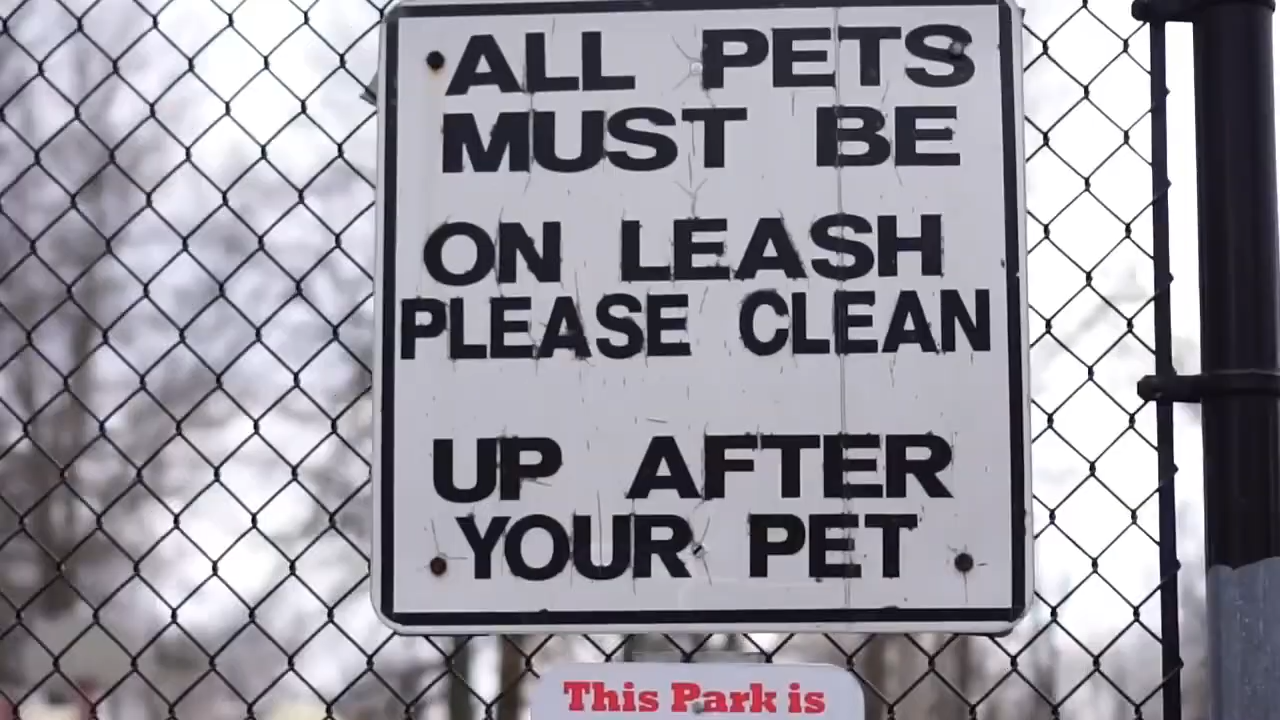 ALL PETS
MUST BE
ON LEASH
PLEASE CLEAN
UP AFTER
YOUR PET
This Park is